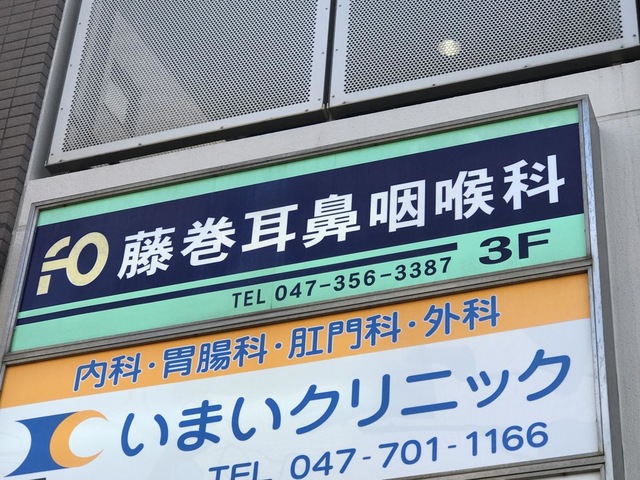 FO 藤巻耳鼻咽喉科
3F
TEL 047-356-3387
内科・胃腸科・肛門科・外科
いまいクリニック
TEL 047-701-1166